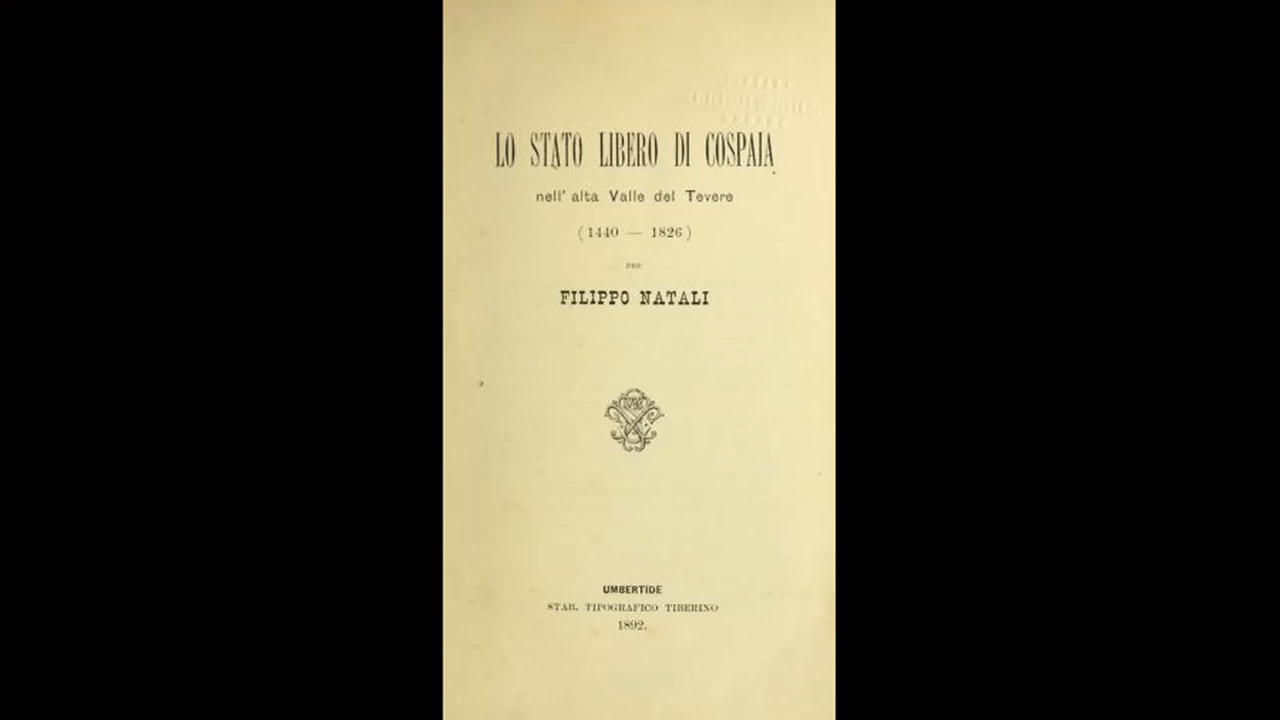 LO STATO LIBERO DI COSPAIA
nell' alta Valle del Tevere
(1440 — 1826)
PER
FILIPPO NATALI
UMBERTIDE
STAB. TIPOGRAFICO TIBERINO
1892.